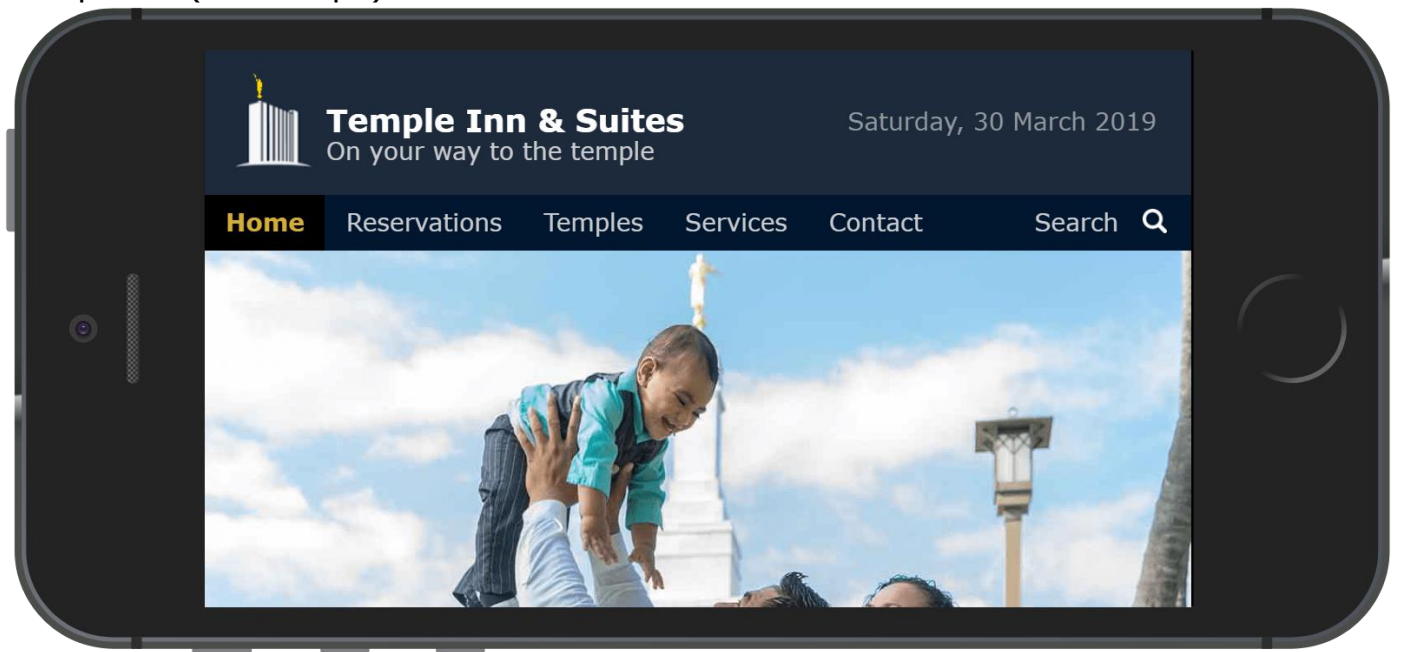 Temple Inn & Suites
On your way to the temple
Saturday, 30 March 2019
Home Reservations Temples Services Contact Search